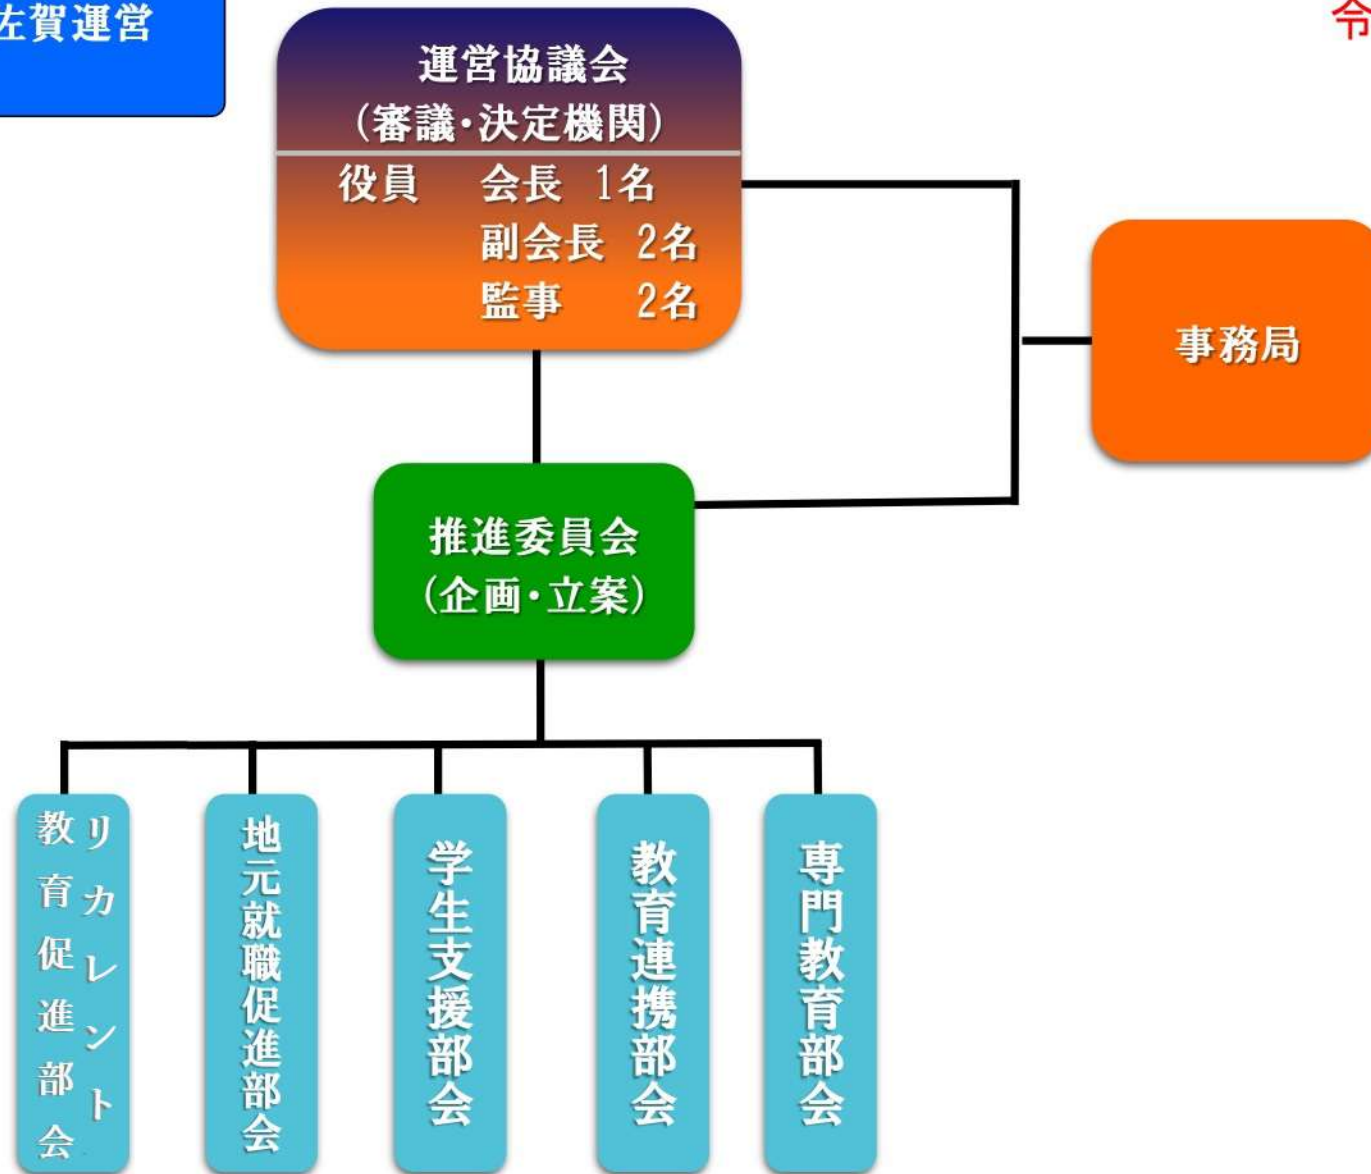 佐賀運営
令
運営協議会
（審議・決定機関）
役員 会長 1名
副会長 2名
監事 2名
事務局
推進委員会
（企画・立案）
リカレント
教育促進部会
地元就職促進部会
学生支援部会
教育連携部会
専門教育部会